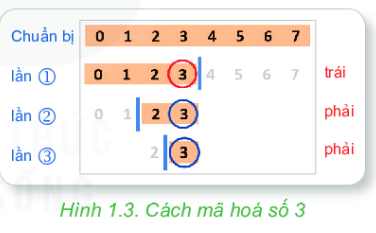 Chuẩn bị 0 1 2 3 4 5 6 7
lần ① 0 1 2 3 4 5 6 7 trái
lần ② 0 1 2 3 phải
lần ③ 2 3 phải
Hình 1.3. Cách mã hoá số 3